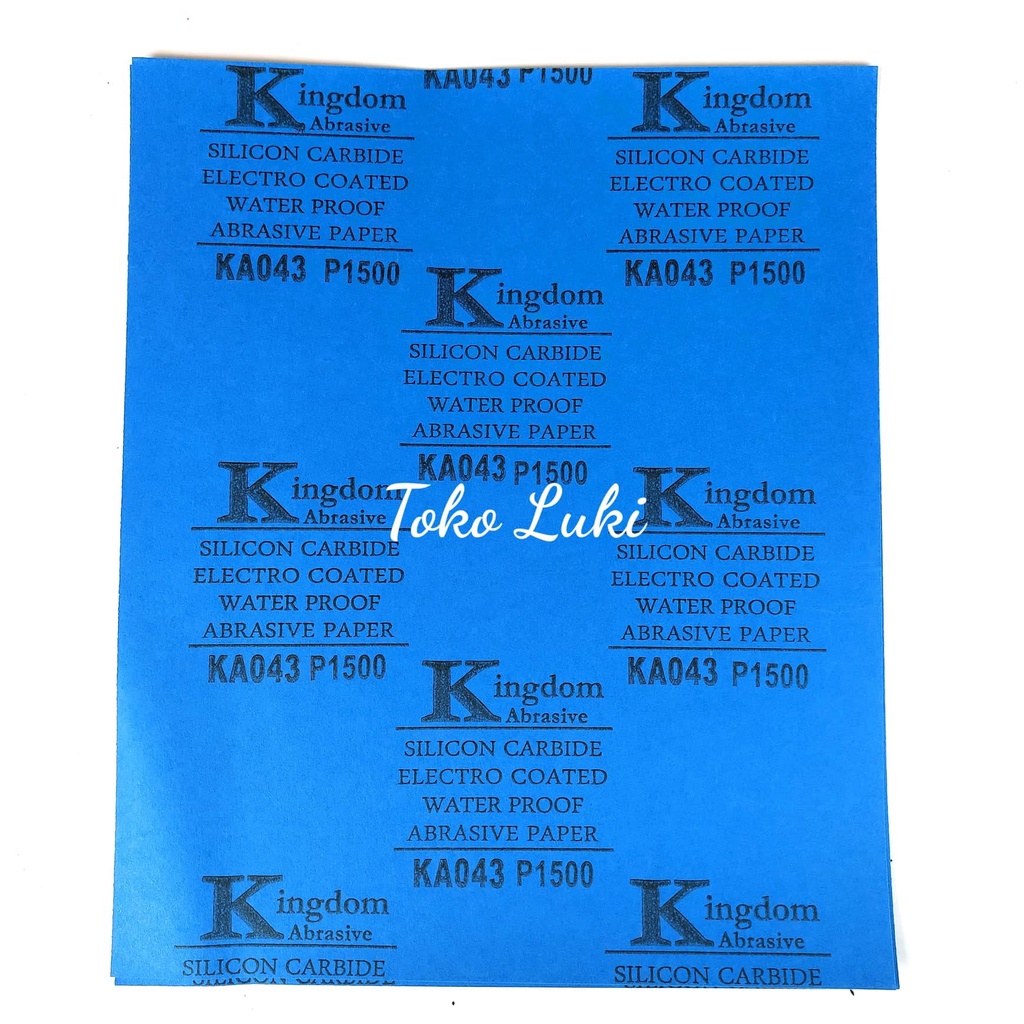 KA043 P1500
Kingdom
Abrasive
SILICON CARBIDE
ELECTRO COATED
WATER PROOF
ABRASIVE PAPER
KA043 P1500
Kingdom
Abrasive
SILICON CARBIDE
ELECTRO COATED
WATER PROOF
ABRASIVE PAPER
KA043 P1500
Kingdom
Abrasive
SILICON CARBIDE
ELECTRO COATED
WATER PROOF
ABRASIVE PAPER
KA043 P1500
Toko Luki
Kingdom
Abrasive
SILICON CARBIDE
ELECTRO COATED
WATER PROOF
ABRASIVE PAPER
KA043 P1500
Kingdom
Abrasive
SILICON CARBIDE
ELECTRO COATED
WATER PROOF
ABRASIVE PAPER
KA043 P1500
Kingdom
Abrasive
SILICON CARBIDE
ELECTRO COATED
WATER PROOF
ABRASIVE PAPER
KA043 P1500
Kingdom
Abrasive
SILICON CARBIDE
Kingdom
Abrasive
SILICON CARBIDE